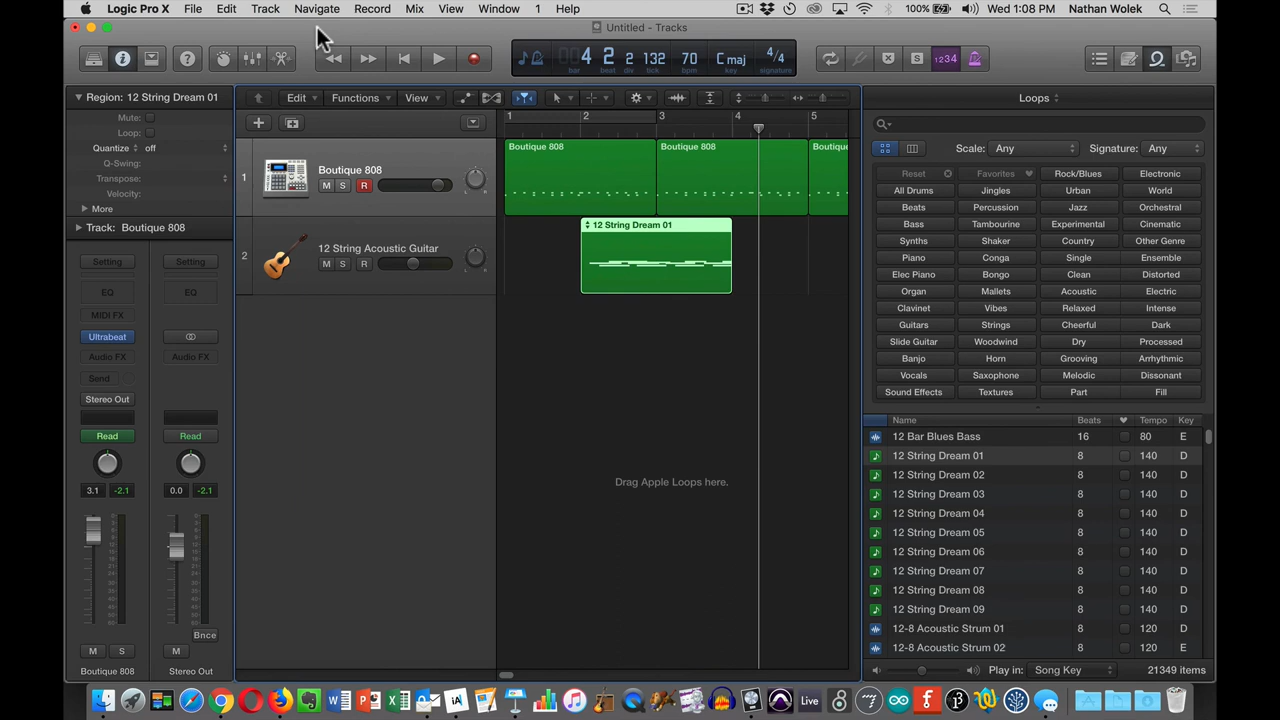 Logic Pro X File Edit Track Navigate Record Mix View Window 1 Help 100% Wed 1:08 PM Nathan Wolek
Untitled - Tracks
4 2 2 132 70 C maj 4/4
bar beat div tick bpm key signature
1234
Region: 12 String Dream 01
Mute:
Loop:
Quantize off
Q-Swing:
Transpose:
Velocity:
More
Track: Boutique 808
Setting Setting
EQ EQ
MIDI FX
Ultrabeat
Audio FX Audio FX
Send
Stereo Out
Read Read
3.1 -2.1 0.0 -2.1
Bnce
M S M
Boutique 808 Stereo Out
Edit Functions View
1 2 3 4 5
1 Boutique 808
M S R
L R
Boutique 808 Boutique 808 Boutiq
2 12 String Acoustic Guitar
M S R
L R
12 String Dream 01
Drag Apple Loops here.
Loops
Scale: Any Signature: Any
Reset Favorites Rock/Blues Electronic
All Drums Jingles Urban World
Beats Percussion Jazz Orchestral
Bass Tambourine Experimental Cinematic
Synths Shaker Country Other Genre
Piano Conga Single Ensemble
Elec Piano Bongo Clean Distorted
Organ Mallets Acoustic Electric
Clavinet Vibes Relaxed Intense
Guitars Strings Cheerful Dark
Slide Guitar Woodwind Dry Processed
Banjo Horn Grooving Arrhythmic
Vocals Saxophone Melodic Dissonant
Sound Effects Textures Part Fill
Name Beats Tempo Key
12 Bar Blues Bass 16 80 E
12 String Dream 01 8 140 D
12 String Dream 02 8 140 D
12 String Dream 03 8 140 D
12 String Dream 04 8 140 D
12 String Dream 05 8 140 D
12 String Dream 06 8 140 D
12 String Dream 07 8 140 D
12 String Dream 08 8 140 D
12 String Dream 09 8 140 D
12-8 Acoustic Strum 01 8 120 D
12-8 Acoustic Strum 02 8 120 E
Play in: Song Key 21349 items
Live